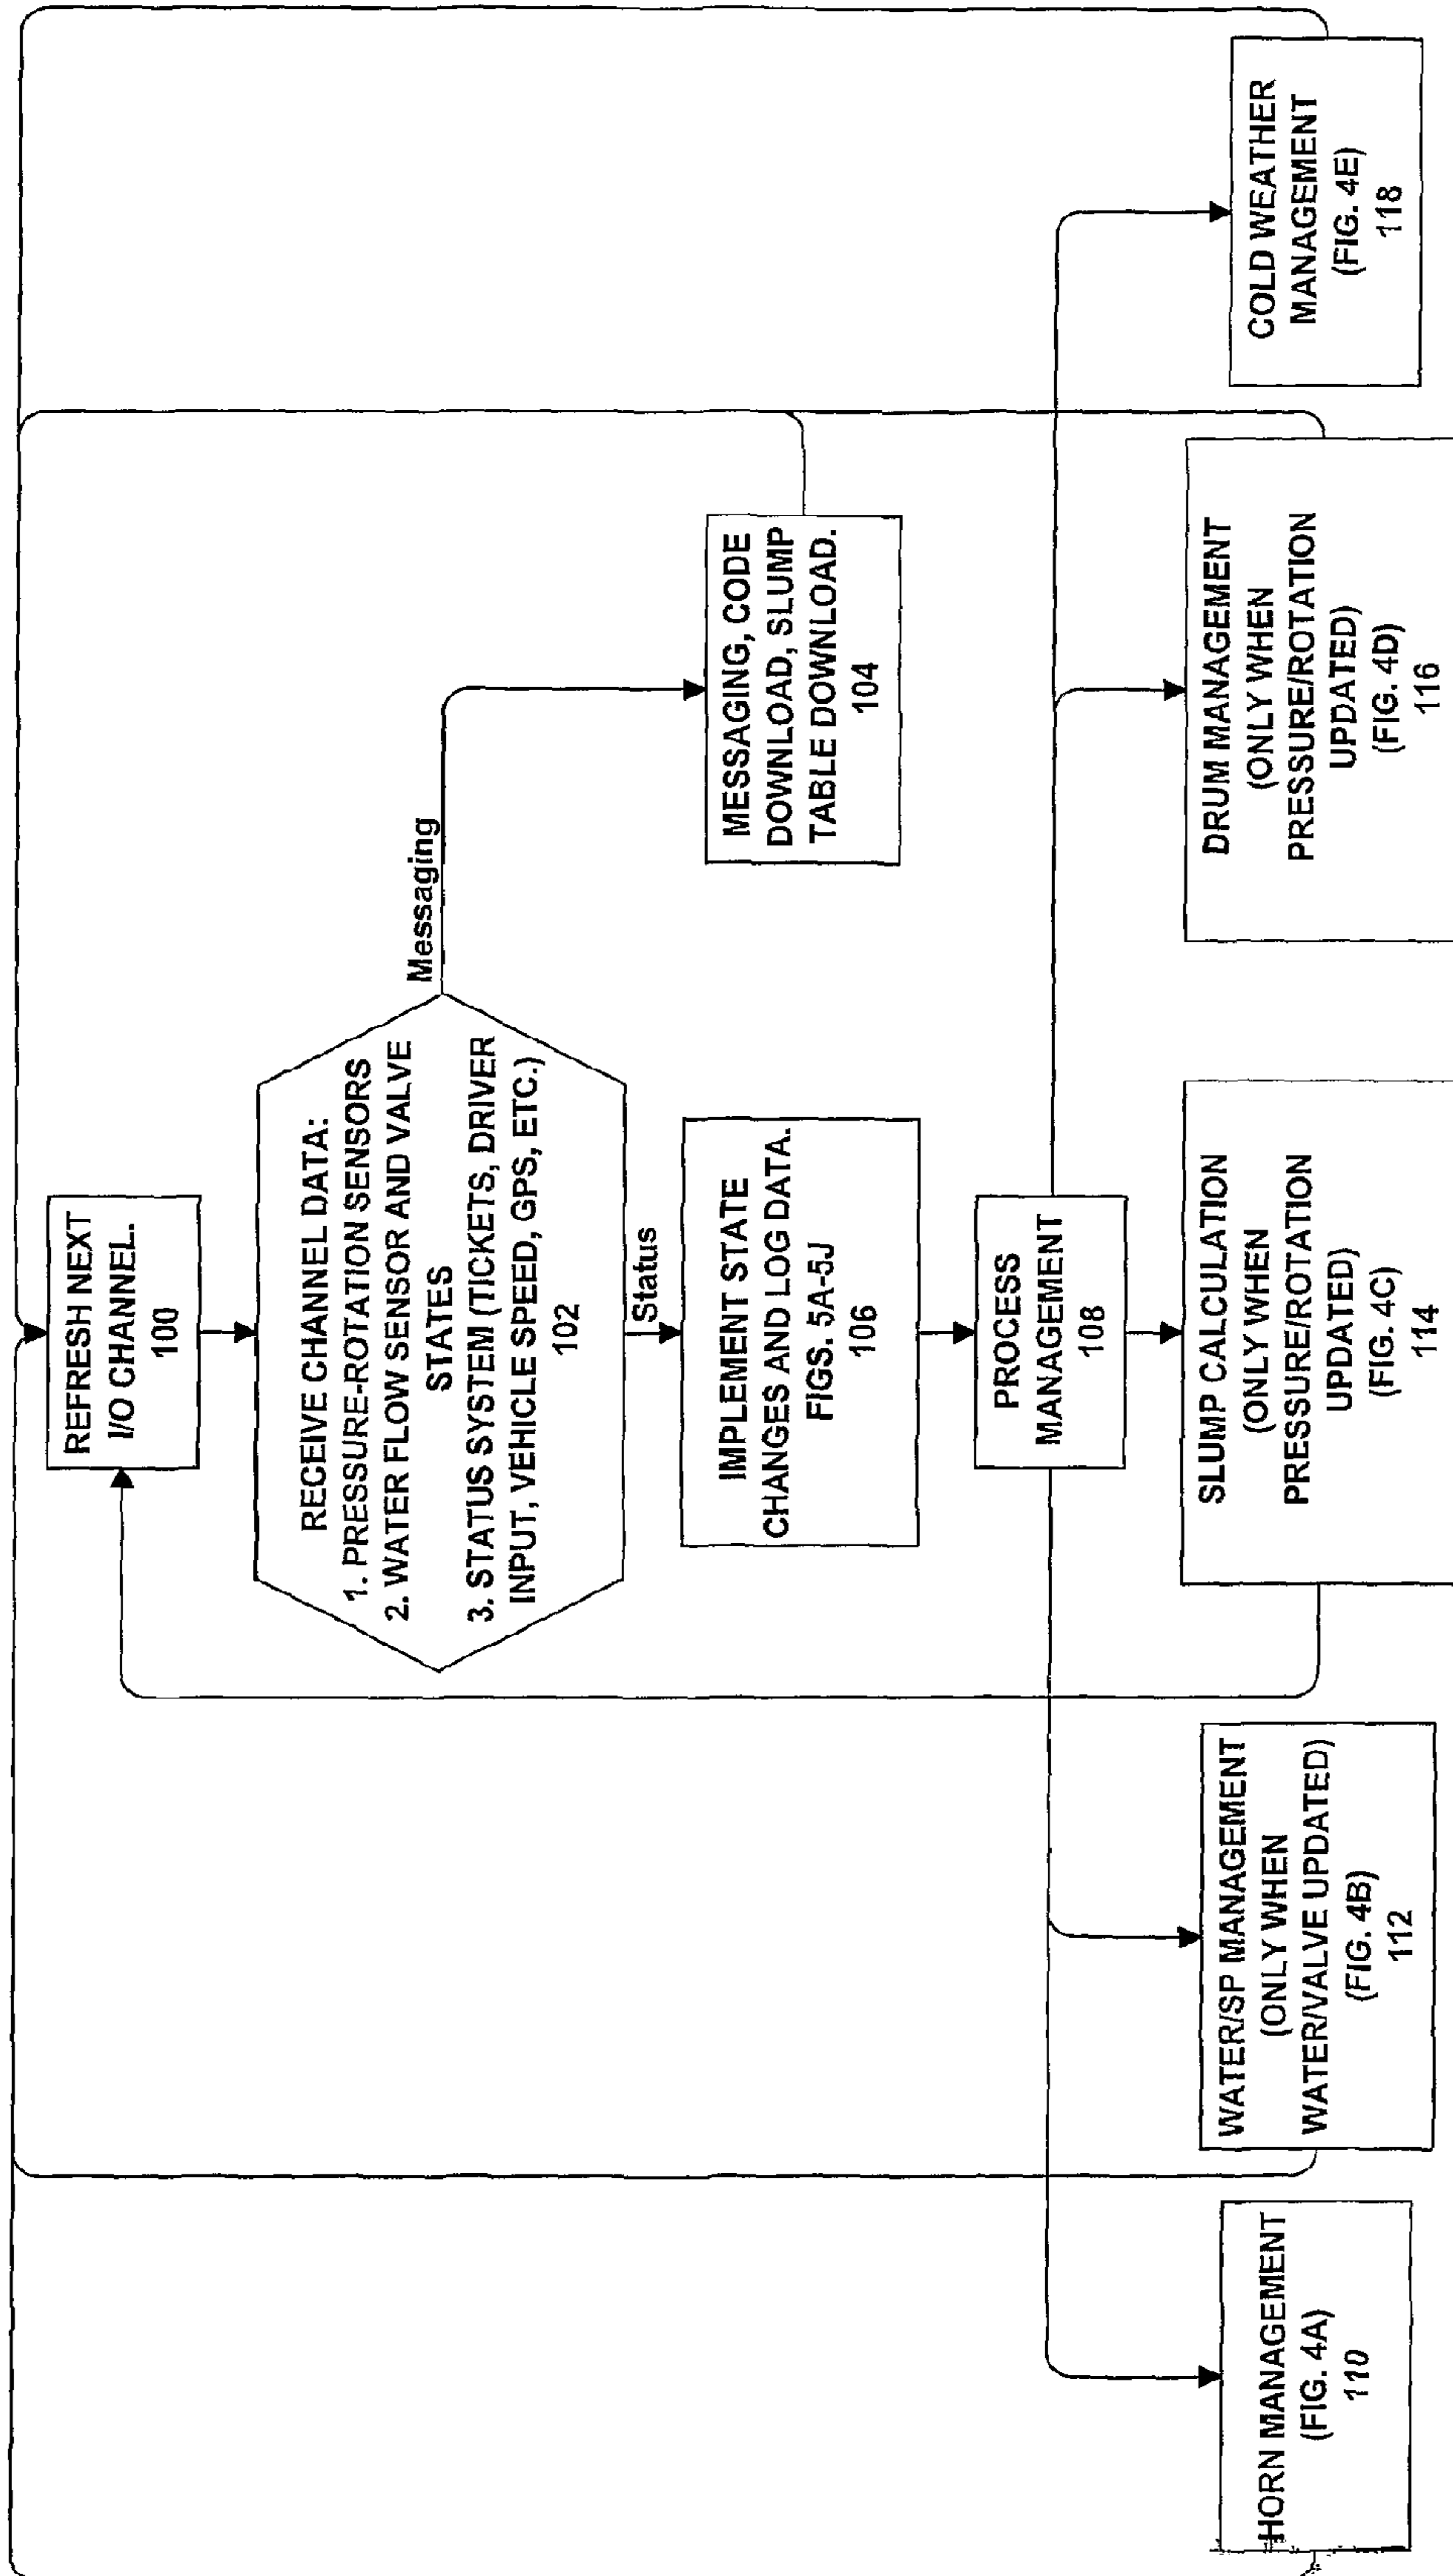 REFRESH NEXT
I/O CHANNEL.
100
RECEIVE CHANNEL DATA:
1. PRESSURE-ROTATION SENSORS
2. WATER FLOW SENSOR AND VALVE
STATES
3. STATUS SYSTEM (TICKETS, DRIVER
INPUT, VEHICLE SPEED, GPS, ETC.)
102
Messaging
Status
MESSAGING, CODE
DOWNLOAD, SLUMP
TABLE DOWNLOAD.
104
IMPLEMENT STATE
CHANGES AND LOG DATA.
FIGS. 5A-5J
106
PROCESS
MANAGEMENT
108
HORN MANAGEMENT
(FIG. 4A)
110
WATER/SP MANAGEMENT
(ONLY WHEN
WATER/VALVE UPDATED)
(FIG. 4B)
112
SLUMP CALCULATION
(ONLY WHEN
PRESSURE/ROTATION
UPDATED)
(FIG. 4C)
114
DRUM MANAGEMENT
(ONLY WHEN
PRESSURE/ROTATION
UPDATED)
(FIG. 4D)
116
COLD WEATHER
MANAGEMENT
(FIG. 4E)
118